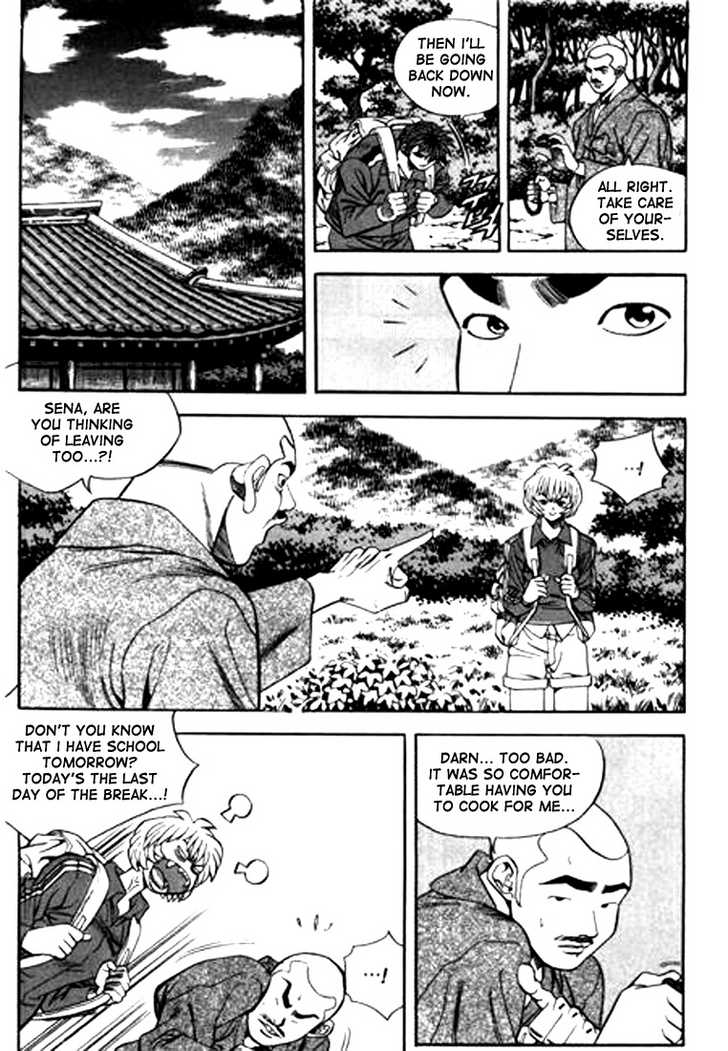 THEN I'LL
BE GOING
BACK DOWN
NOW.
ALL RIGHT.
TAKE CARE
OF YOUR-
SELVES.
SENA, ARE
YOU THINKING
OF LEAVING
TOO...?!
...!
DON'T YOU KNOW
THAT I HAVE SCHOOL
TOMORROW?
TODAY'S THE LAST
DAY OF THE BREAK...!
...!
DARN... TOO BAD.
IT WAS SO COMFOR-
TABLE HAVING YOU
TO COOK FOR ME...